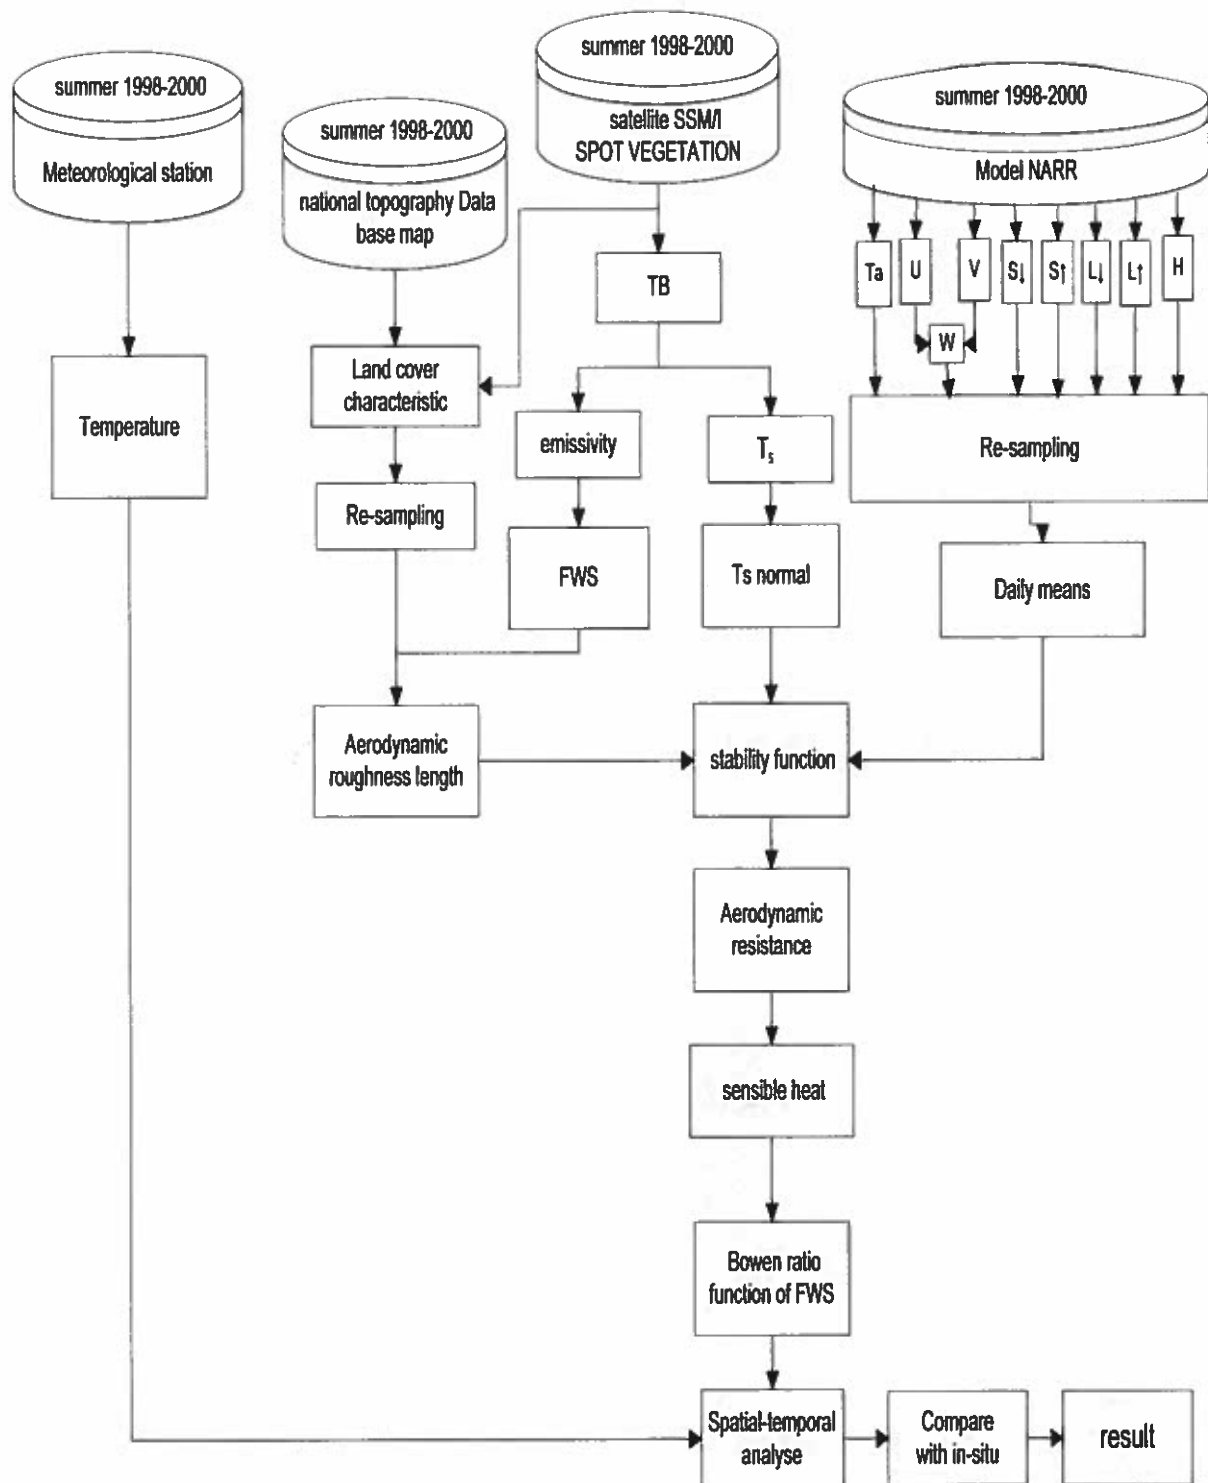 summer 1998-2000
Meteorological station
summer 1998-2000
national topography Data
base map
summer 1998-2000
satellite SSM/I
SPOT VEGETATION
summer 1998-2000
Model NARR
Ta
U
V
S↓
S↑
L↓
L↑
H
W
TB
Temperature
Land cover
characteristic
emissivity
Ts
Re-sampling
Re-sampling
FWS
Ts normal
Daily means
Aerodynamic
roughness length
stability function
Aerodynamic
resistance
sensible heat
Bowen ratio
function of FWS
Spatial-temporal
analyse
Compare
with in-situ
result